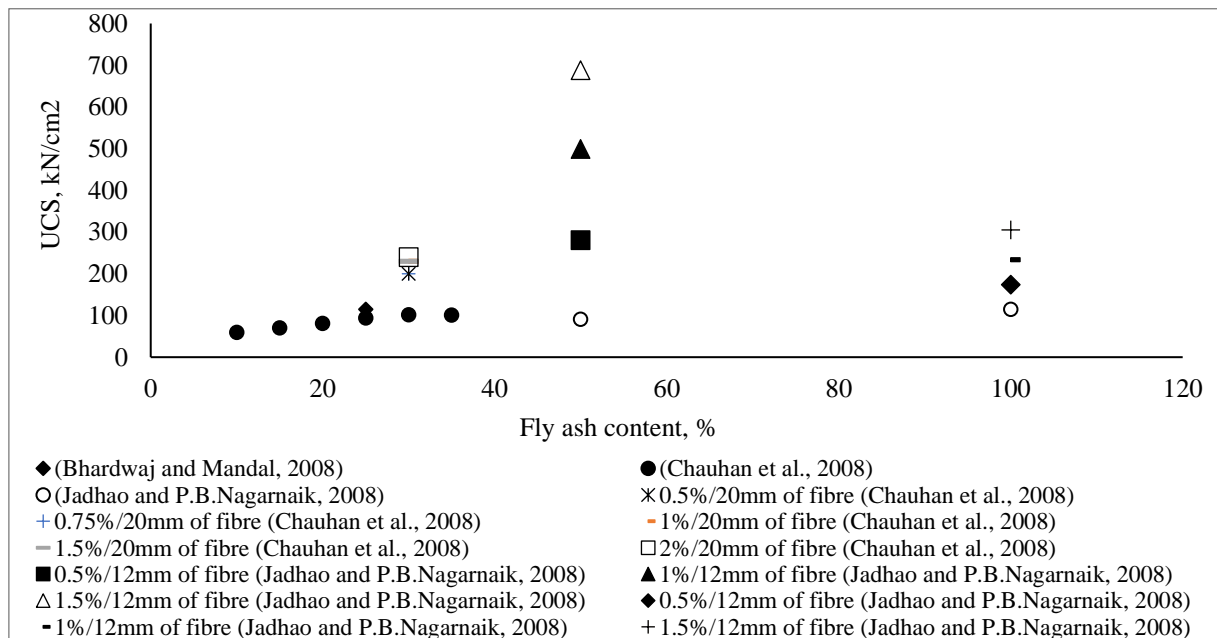 800
700
600
500
400
300
200
100
0
UCS, kN/cm2
0 20 40 60 80 100 120
Fly ash content, %
(Bhardwaj and Mandal, 2008) (Chauhan et al., 2008)
(Jadhao and P.B.Nagarnaik, 2008) 0.5%/20mm of fibre (Chauhan et al., 2008)
0.75%/20mm of fibre (Chauhan et al., 2008) 1%/20mm of fibre (Chauhan et al., 2008)
1.5%/20mm of fibre (Chauhan et al., 2008) 2%/20mm of fibre (Chauhan et al., 2008)
0.5%/12mm of fibre (Jadhao and P.B.Nagarnaik, 2008) 1%/12mm of fibre (Jadhao and P.B.Nagarnaik, 2008)
1.5%/12mm of fibre (Jadhao and P.B.Nagarnaik, 2008) 0.5%/12mm of fibre (Jadhao and P.B.Nagarnaik, 2008)
1%/12mm of fibre (Jadhao and P.B.Nagarnaik, 2008) 1.5%/12mm of fibre (Jadhao and P.B.Nagarnaik, 2008)